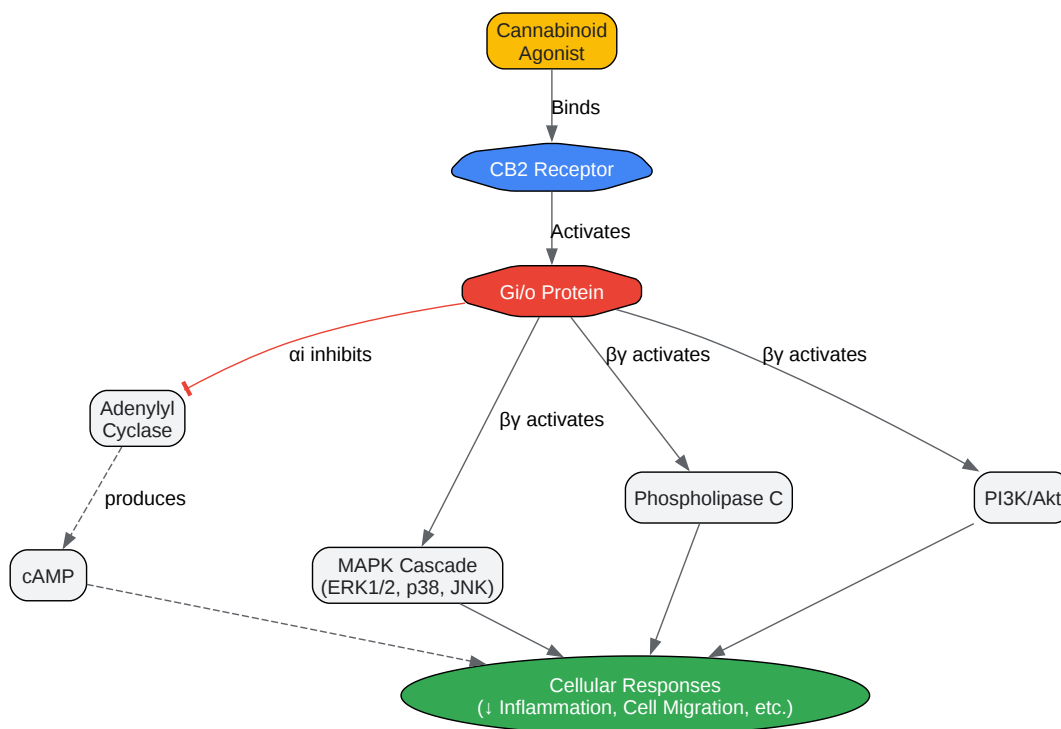 Cannabinoid
Agonist
Binds
CB2 Receptor
Activates
Gi/o Protein
αi inhibits
βγ activates
βγ activates
βγ activates
Adenylyl
Cyclase
produces
Phospholipase C
PI3K/Akt
cAMP
MAPK Cascade
(ERK1/2, p38, JNK)
Cellular Responses
(↓ Inflammation, Cell Migration, etc.)